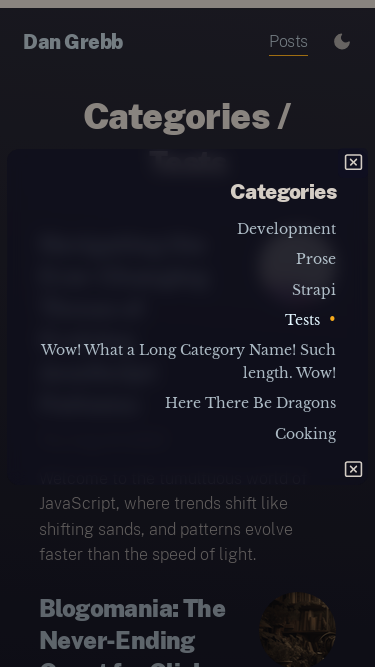 Dan Grebb
Posts
Categories /
Tests
Categories
Development
Prose
Strapi
Tests •
Wow! What a Long Category Name! Such
length. Wow!
Here There Be Dragons
Cooking
JavaScript, where trends shift like
shifting sands, and patterns evolve
faster than the speed of light.
Blogomania: The
Never-Ending